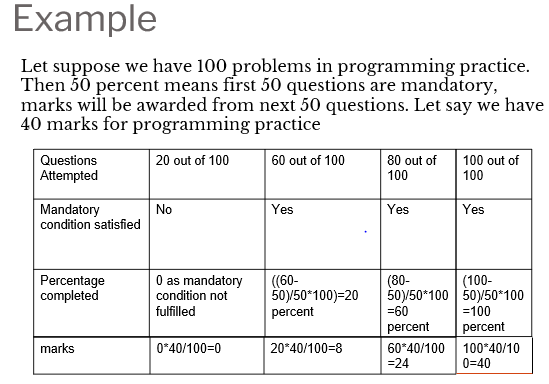 Example
Let suppose we have 100 problems in programming practice.
Then 50 percent means first 50 questions are mandatory,
marks will be awarded from next 50 questions. Let say we have
40 marks for programming practice
Questions Attempted	20 out of 100	60 out of 100	80 out of 100	100 out of 100
Mandatory condition satisfied	No	Yes	Yes	Yes
Percentage completed	0 as mandatory condition not fulfilled	((60-50)/50*100)=20 percent	(80-50)/50*100=60 percent	(100-50)/50*100=100 percent
marks	0*40/100=0	20*40/100=8	60*40/100=24	100*40/100=40